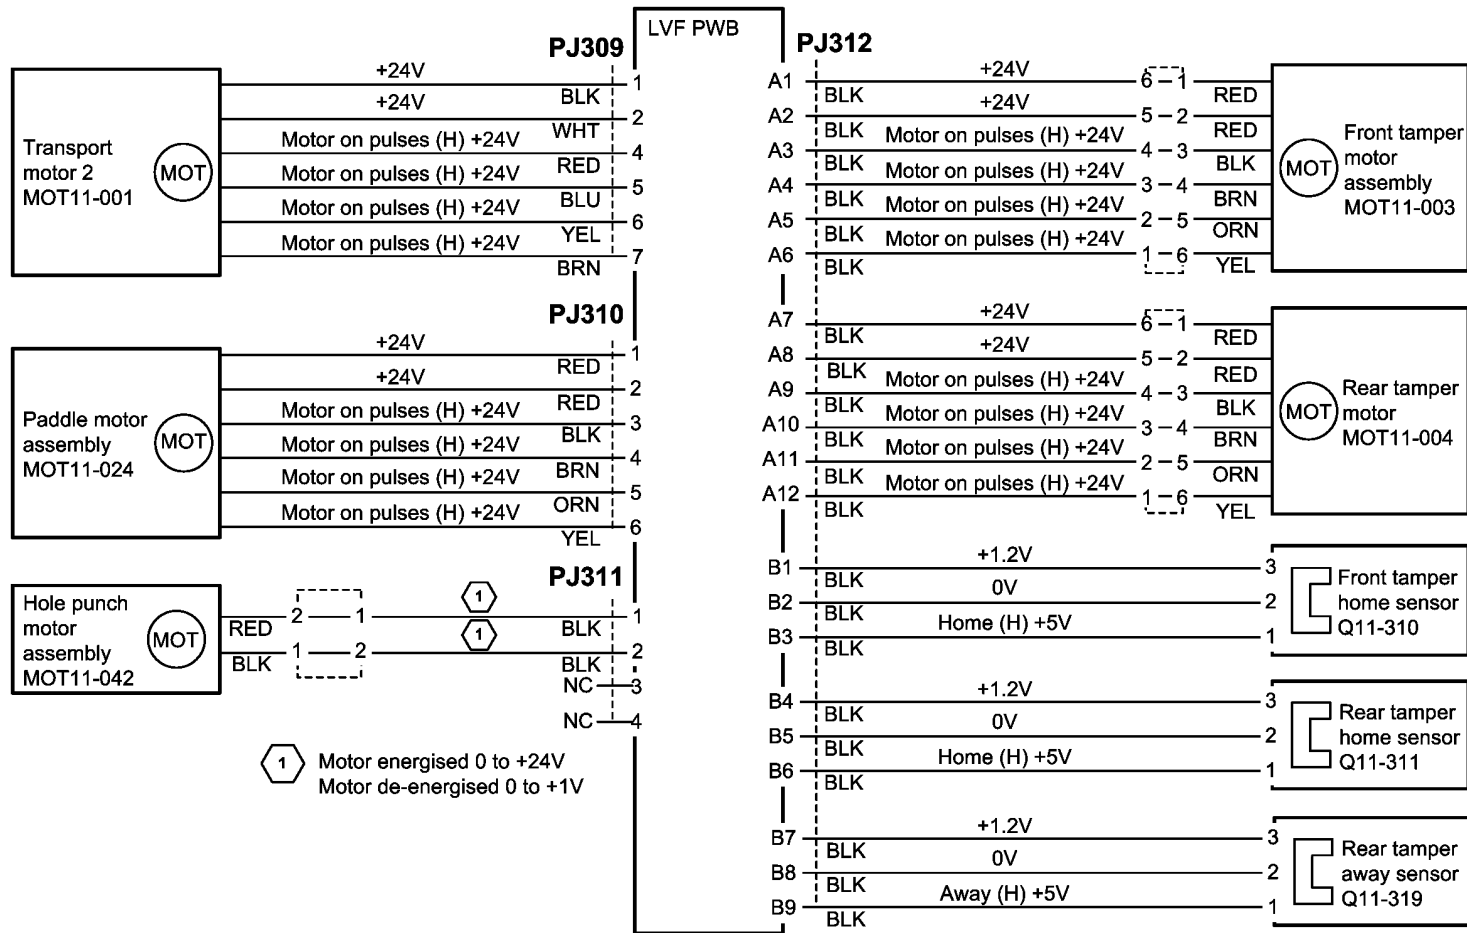 LVF PWB
PJ309
Transport
motor 2
MOT11-001
MOT
+24V
BLK
1
+24V
WHT
2
Motor on pulses (H) +24V
RED
4
Motor on pulses (H) +24V
BLU
5
Motor on pulses (H) +24V
YEL
6
Motor on pulses (H) +24V
BRN
7
PJ310
Paddle motor
assembly
MOT11-024
MOT
+24V
RED
1
+24V
RED
2
Motor on pulses (H) +24V
BLK
3
Motor on pulses (H) +24V
BRN
4
Motor on pulses (H) +24V
ORN
5
Motor on pulses (H) +24V
YEL
6
PJ311
Hole punch
motor
assembly
MOT11-042
MOT
RED 2 1 1 BLK 1
BLK 1 2 1 BLK 2
NC 3
NC 4
1 Motor energised 0 to +24V
Motor de-energised 0 to +1V
PJ312
A1 BLK +24V 6 1 RED
A2 BLK +24V 5 2 RED
A3 BLK Motor on pulses (H) +24V 4 3 BLK
A4 BLK Motor on pulses (H) +24V 3 4 BRN
A5 BLK Motor on pulses (H) +24V 2 5 ORN
A6 BLK Motor on pulses (H) +24V 1 6 YEL
MOT
Front tamper
motor
assembly
MOT11-003
A7 BLK +24V 6 1 RED
A8 BLK +24V 5 2 RED
A9 BLK Motor on pulses (H) +24V 4 3 BLK
A10 BLK Motor on pulses (H) +24V 3 4 BRN
A11 BLK Motor on pulses (H) +24V 2 5 ORN
A12 BLK Motor on pulses (H) +24V 1 6 YEL
MOT
Rear tamper
motor
MOT11-004
B1 BLK +1.2V 3
B2 BLK 0V 2
B3 BLK Home (H) +5V 1
Front tamper
home sensor
Q11-310
B4 BLK +1.2V 3
B5 BLK 0V 2
B6 BLK Home (H) +5V 1
Rear tamper
home sensor
Q11-311
B7 BLK +1.2V 3
B8 BLK 0V 2
B9 BLK Away (H) +5V 1
Rear tamper
away sensor
Q11-319